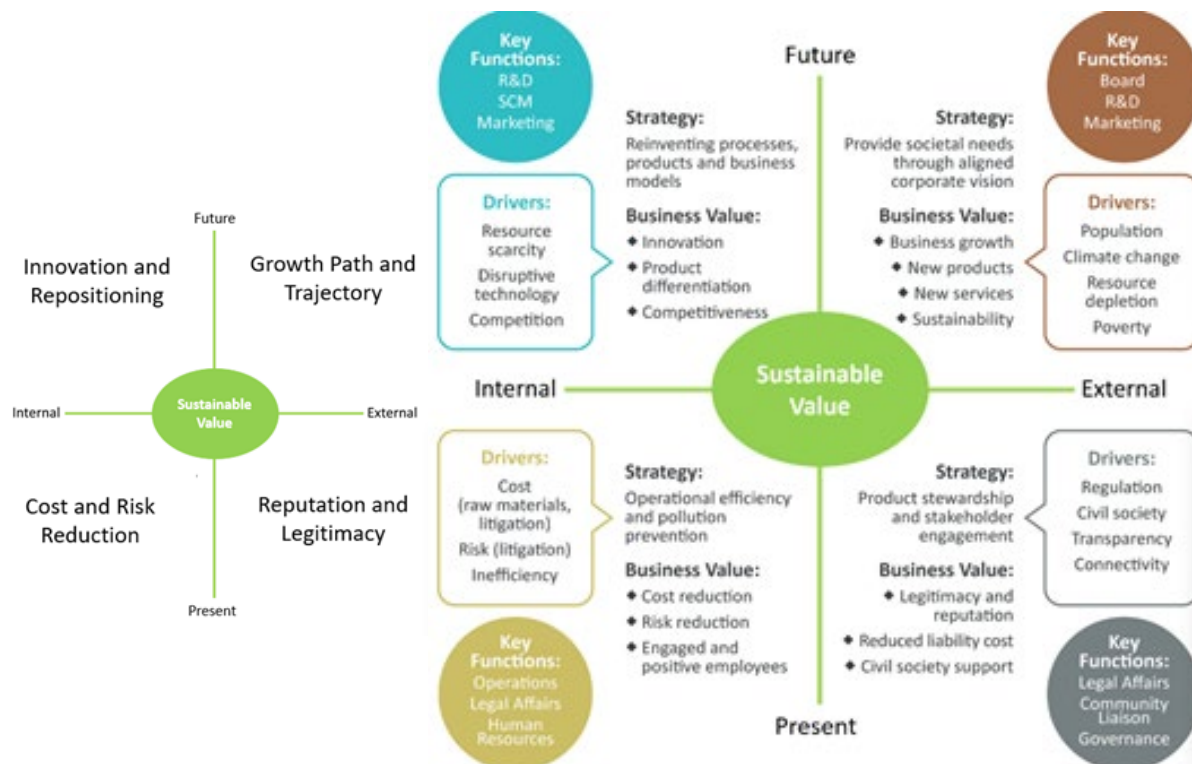 Future
Innovation and
Repositioning
Growth Path and
Trajectory
Internal
Sustainable
Value
External
Cost and Risk
Reduction
Reputation and
Legitimacy
Present
Key
Functions:
R&D
SCM
Marketing
Drivers:
Resource
scarcity
Disruptive
technology
Competition
Strategy:
Reinventing processes,
products and business
models
Business Value:
◆ Innovation
◆ Product
differentiation
◆ Competitiveness
Future
Strategy:
Provide societal needs
through aligned
corporate vision
Business Value:
◆ Business growth
◆ New products
◆ New services
◆ Sustainability
Key
Functions:
Board
R&D
Marketing
Drivers:
Population
Climate change
Resource
depletion
Poverty
Internal
Sustainable
Value
External
Drivers:
Cost
(raw materials,
litigation)
Risk (litigation)
Inefficiency
Key
Functions:
Operations
Legal Affairs
Human
Resources
Strategy:
Operational efficiency
and pollution
prevention
Business Value:
◆ Cost reduction
◆ Risk reduction
◆ Engaged and
positive employees
Strategy:
Product stewardship
and stakeholder
engagement
Business Value:
◆ Legitimacy and
reputation
◆ Reduced liability cost
◆ Civil society support
Drivers:
Regulation
Civil society
Transparency
Connectivity
Key
Functions:
Legal Affairs
Community
Liaison
Governance
Present